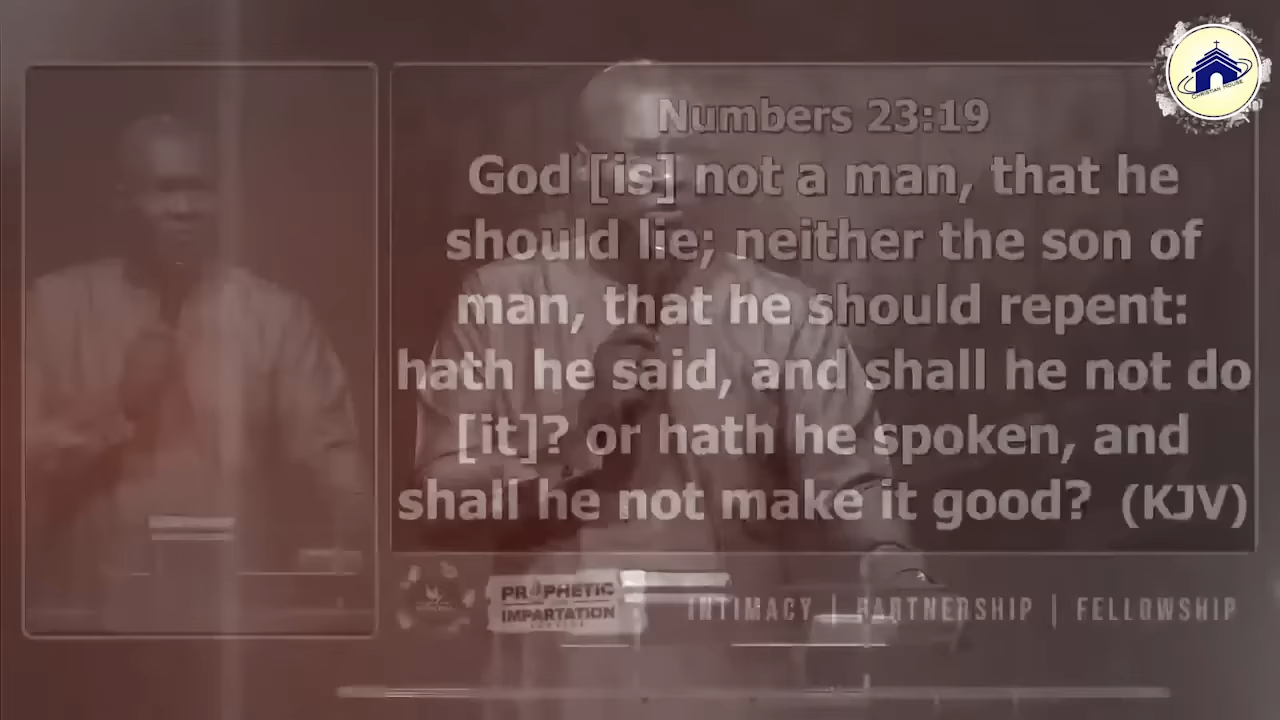 CHRISTIAN HOUSE
Numbers 23:19
God [is] not a man, that he
should lie; neither the son of
man, that he should repent:
hath he said, and shall he not do
[it]? or hath he spoken, and
shall he not make it good? (KJV)
PROPHETIC
IMPARTATION
INTIMACY | PARTNERSHIP | FELLOWSHIP